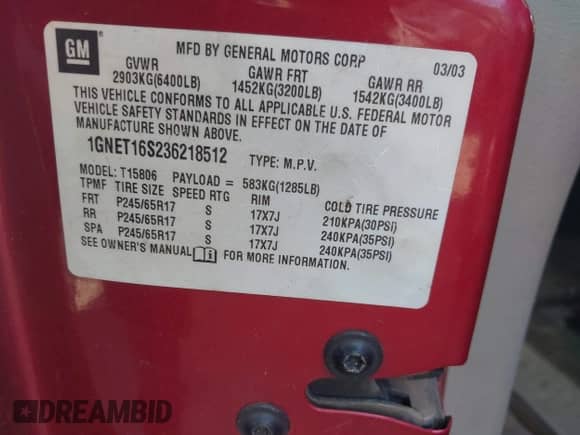 GM
MFD BY GENERAL MOTORS CORP
03/03
GVWR GAWR FRT GAWR RR
2903KG(6400LB) 1452KG(3200LB) 1542KG(3400LB)
THIS VEHICLE CONFORMS TO ALL APPLICABLE U.S. FEDERAL MOTOR
VEHICLE SAFETY STANDARDS IN EFFECT ON THE DATE OF
MANUFACTURE SHOWN ABOVE.
1GNET16S236218512 TYPE: M.P.V.
MODEL: T15806 PAYLOAD = 583KG(1285LB)
TPMF TIRE SIZE SPEED RTG RIM COLD TIRE PRESSURE
FRT P245/65R17 S 17X7J 210KPA(30PSI)
RR P245/65R17 S 17X7J 240KPA(35PSI)
SPA P245/65R17 S 17X7J 240KPA(35PSI)
SEE OWNER'S MANUAL i FOR MORE INFORMATION.
DREAMBID